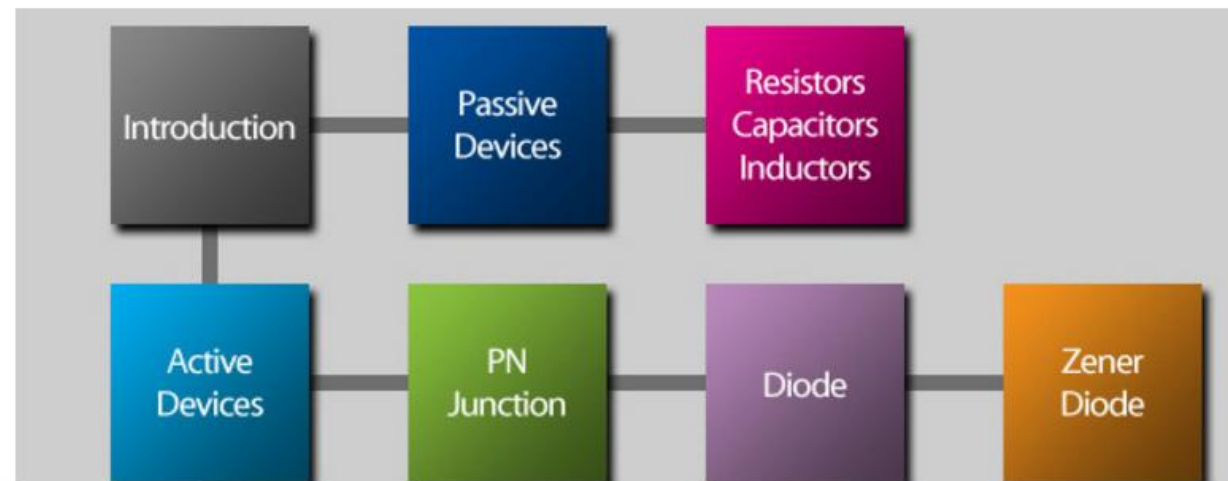 Introduction
Passive
Devices
Resistors
Capacitors
Inductors
Active
Devices
PN
Junction
Diode
Zener
Diode